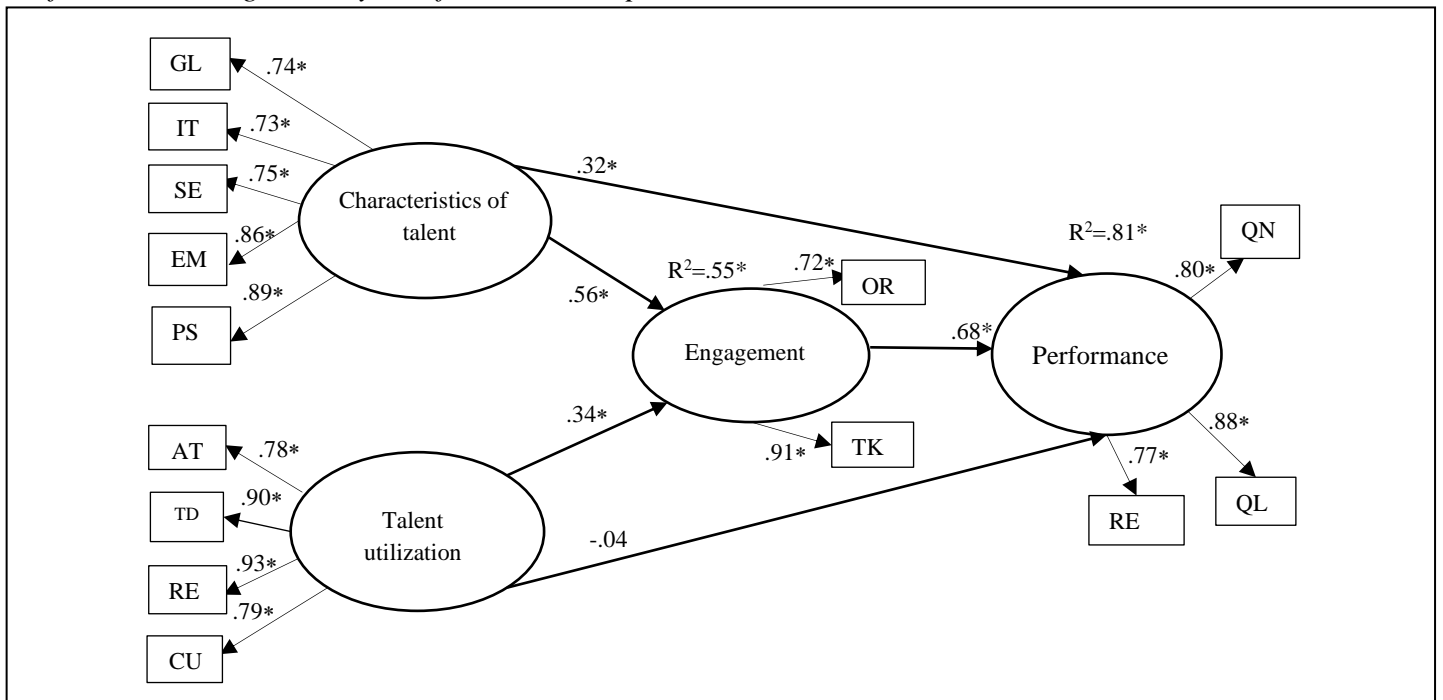 GL
.74*
IT
.73*
SE
.75*
EM
.86*
PS
.89*
Characteristics of
talent
.32*
.56*
R²=.55*
.72*
OR
Engagement
.91*
TK
.68*
R²=.81*
Performance
.80*
QN
.88*
QL
.77*
RE
AT
.78*
TD
.90*
RE
.93*
CU
.79*
Talent
utilization
.34*
-.04